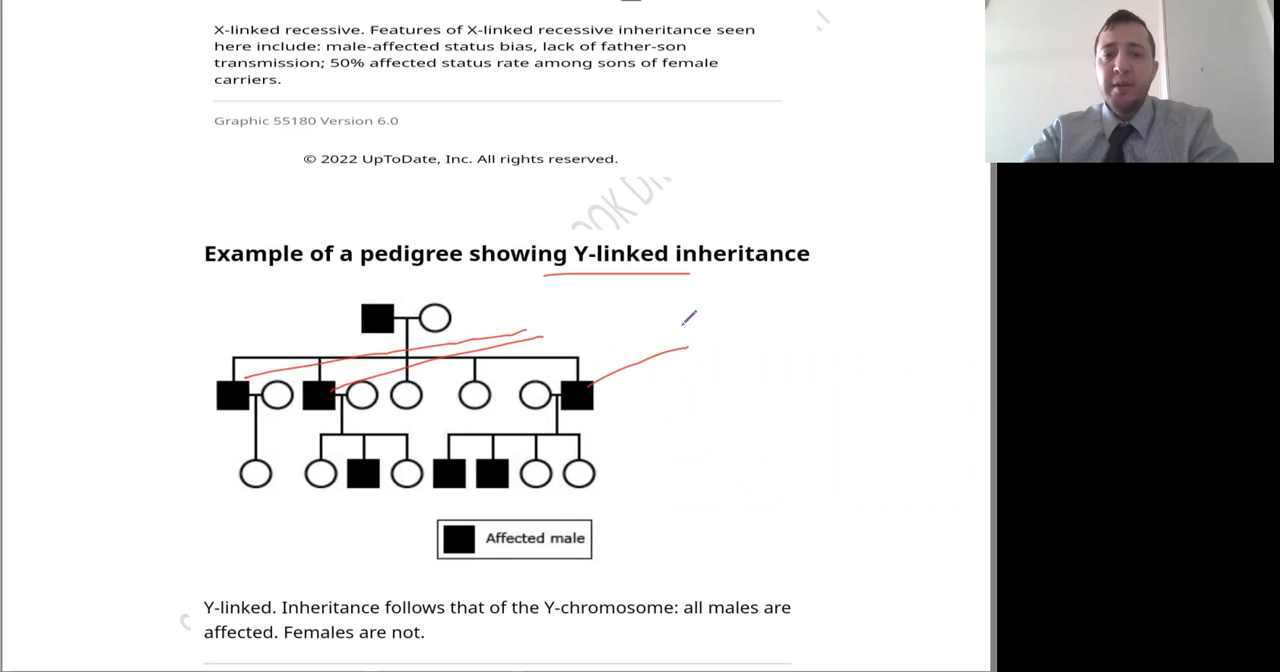 X-linked recessive. Features of X-linked recessive inheritance seen
here include: male-affected status bias, lack of father-son
transmission; 50% affected status rate among sons of female
carriers.
Graphic 55180 Version 6.0
© 2022 UpToDate, Inc. All rights reserved.
Example of a pedigree showing Y-linked inheritance
Affected male
Y-linked. Inheritance follows that of the Y-chromosome: all males are
affected. Females are not.